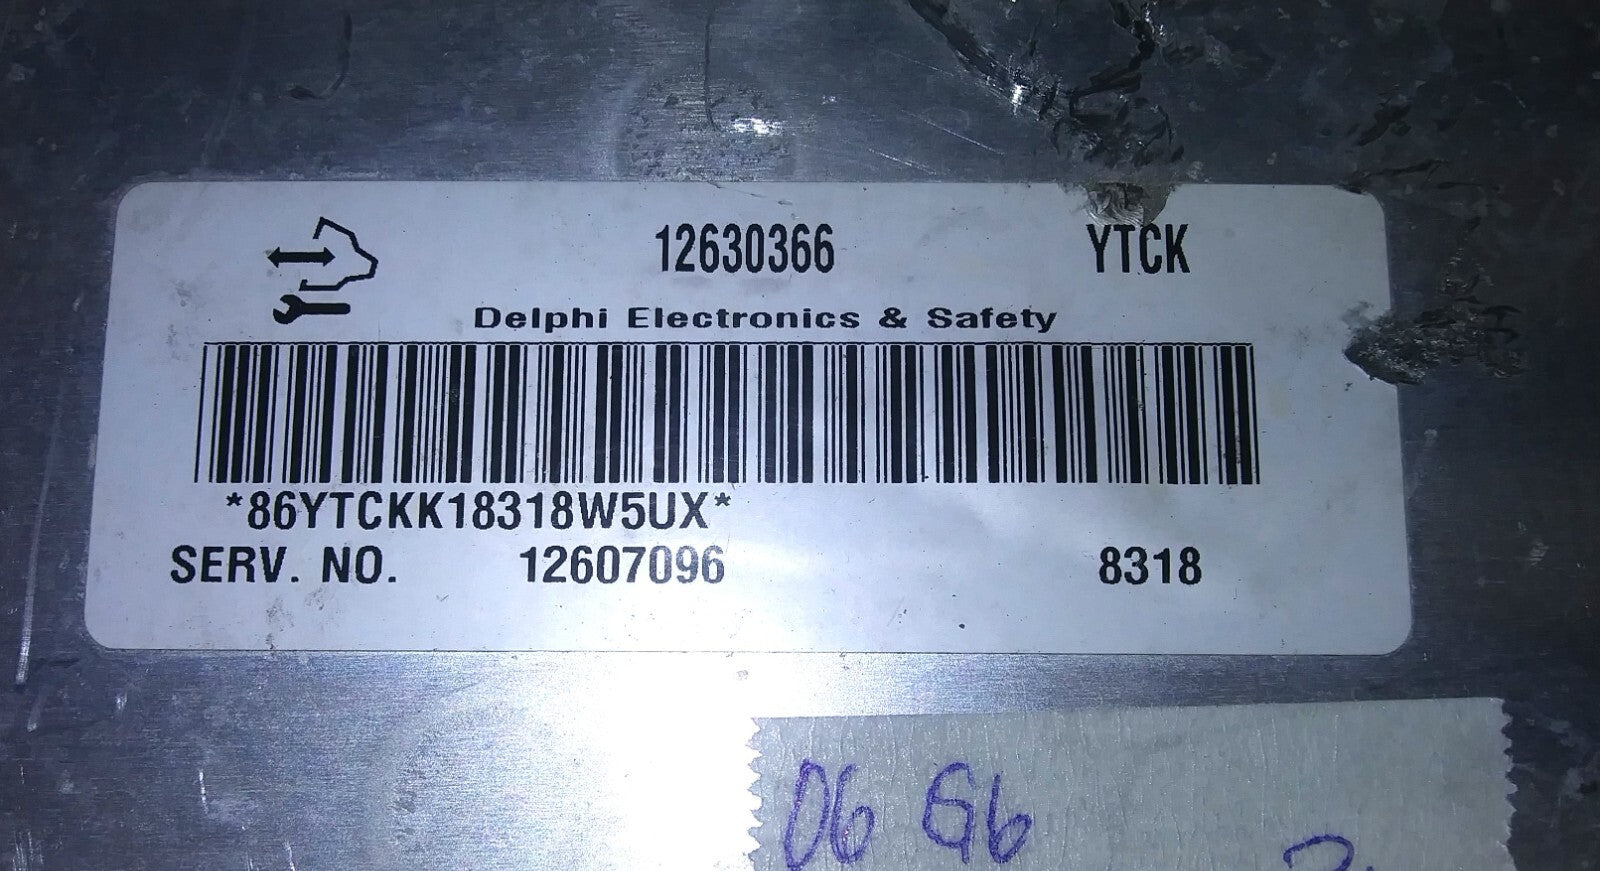 12630366 YTCK
Delphi Electronics & Safety
*86YTCKK18318W5UX*
SERV. NO. 12607096 8318
06 G6